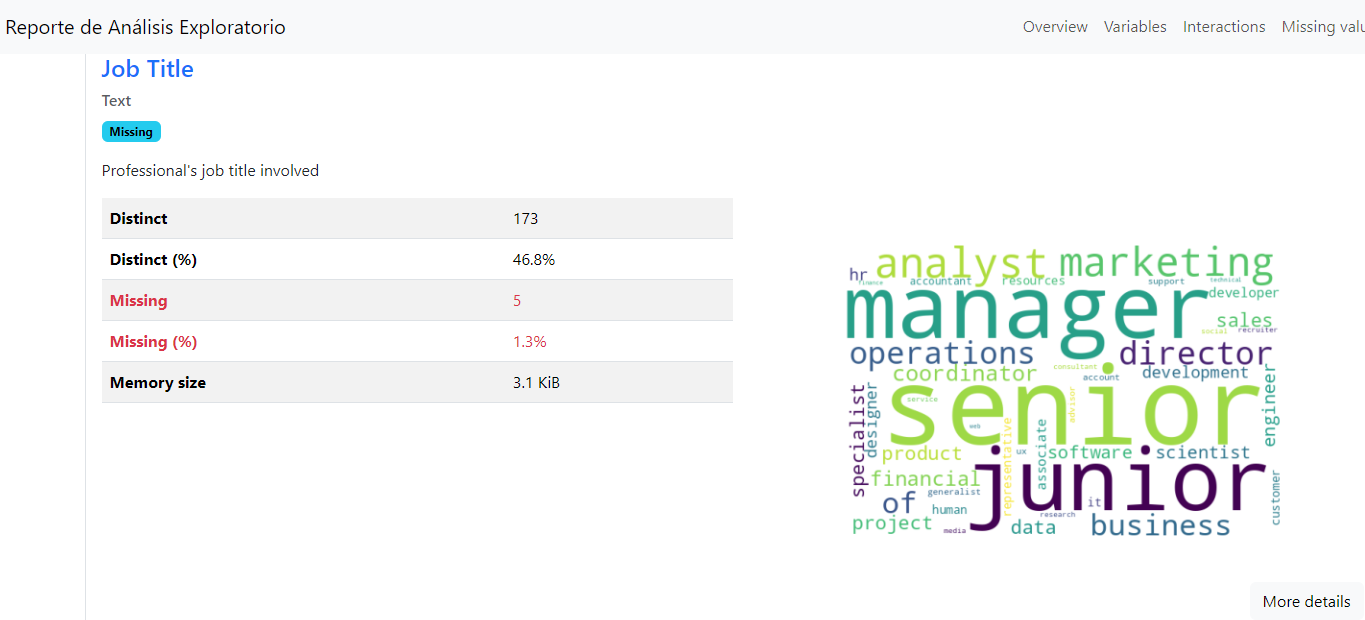 Reporte de Análisis Exploratorio
Overview Variables Interactions Missing valu
Job Title
Text
Missing
Professional's job title involved
Distinct 173
Distinct (%) 46.8%
Missing 5
Missing (%) 1.3%
Memory size 3.1 KiB
hr
analyst
marketing
finance
accountant
resources
support
technical
manager
developer
sales
social
recruiter
operations
director
coordinator
consultant
account
development
specialist
designer
service
senior
advisor
engineer
web
representative
associate
product
ux
software
scientist
financial
junior
generalist
of
human
it
customer
project
media
research
data
business
More details